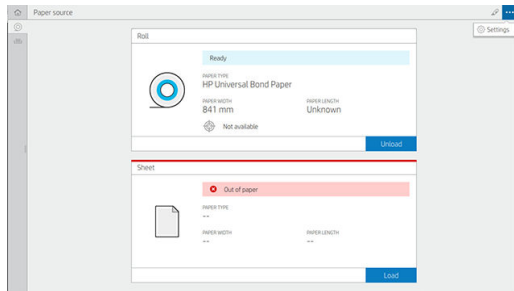 Paper source
Settings
Roll
Ready
PAPER TYPE
HP Universal Bond Paper
PAPER WIDTH PAPER LENGTH
841 mm Unknown
Not available
Unload
Sheet
Out of paper
PAPER TYPE
--
PAPER WIDTH PAPER LENGTH
-- --
Load